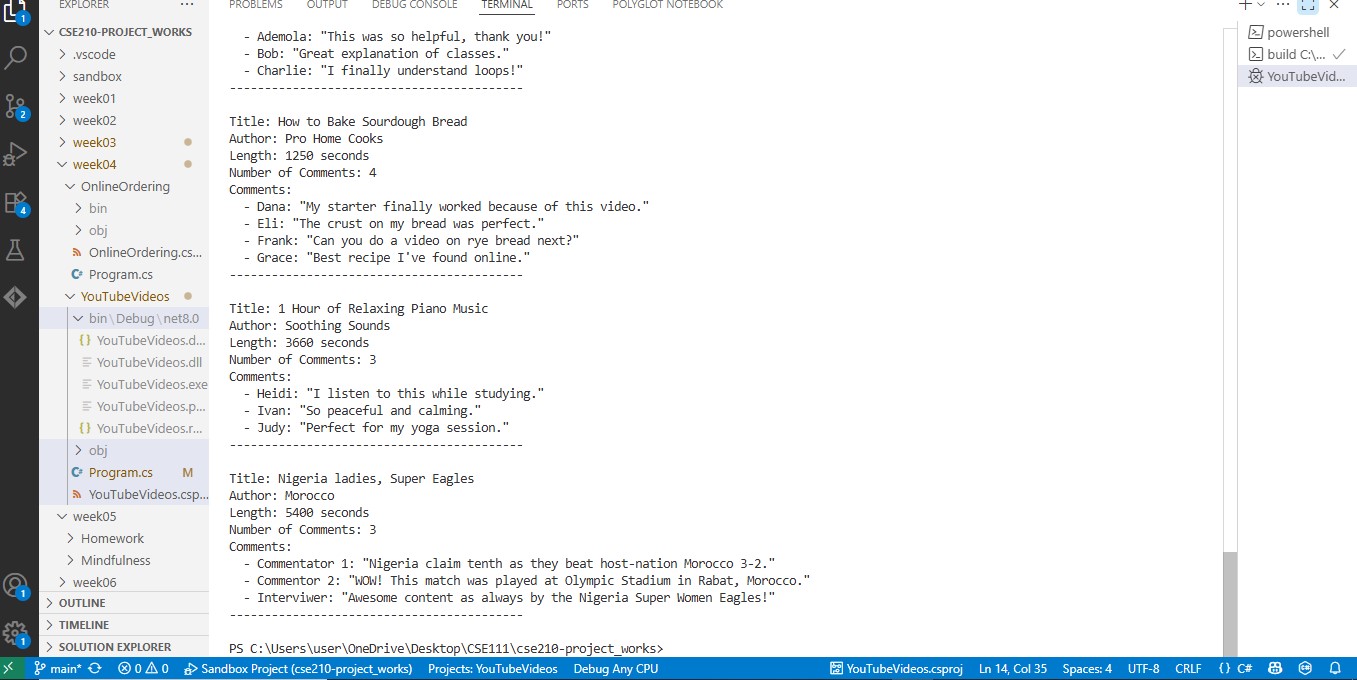 EXPLORER
CSE210-PROJECT_WORKS
.vscode
sandbox
week01
week02
week03
week04
OnlineOrdering
bin
obj
OnlineOrdering.cs...
Program.cs
YouTubeVideos
bin\Debug\net8.0
YouTubeVideos.d...
YouTubeVideos.dll
YouTubeVideos.exe
YouTubeVideos.p...
YouTubeVideos.r...
obj
Program.cs M
YouTubeVideos.csp...
week05
Homework
Mindfulness
week06
OUTLINE
TIMELINE
SOLUTION EXPLORER
1
2
4
1
1
PROBLEMS OUTPUT DEBUG CONSOLE TERMINAL PORTS POLYGLOT NOTEBOOK
- Ademola: "This was so helpful, thank you!"
- Bob: "Great explanation of classes."
- Charlie: "I finally understand loops!"
----------------------------------------
Title: How to Bake Sourdough Bread
Author: Pro Home Cooks
Length: 1250 seconds
Number of Comments: 4
Comments:
- Dana: "My starter finally worked because of this video."
- Eli: "The crust on my bread was perfect."
- Frank: "Can you do a video on rye bread next?"
- Grace: "Best recipe I've found online."
----------------------------------------
Title: 1 Hour of Relaxing Piano Music
Author: Soothing Sounds
Length: 3660 seconds
Number of Comments: 3
Comments:
- Heidi: "I listen to this while studying."
- Ivan: "So peaceful and calming."
- Judy: "Perfect for my yoga session."
----------------------------------------
Title: Nigeria ladies, Super Eagles
Author: Morocco
Length: 5400 seconds
Number of Comments: 3
Comments:
- Commentator 1: "Nigeria claim tenth as they beat host-nation Morocco 3-2."
- Commentor 2: "WOW! This match was played at Olympic Stadium in Rabat, Morocco."
- Interviwer: "Awesome content as always by the Nigeria Super Women Eagles!"
----------------------------------------
PS C:\Users\user\OneDrive\Desktop\CSE111\cse210-project_works>
powershell
build C:\...
YouTubeVid...
main* 0 0 Sandbox Project (cse210-project_works) Projects: YouTubeVideos Debug Any CPU YouTubeVideos.csproj Ln 14, Col 35 Spaces: 4 UTF-8 CRLF {} C#